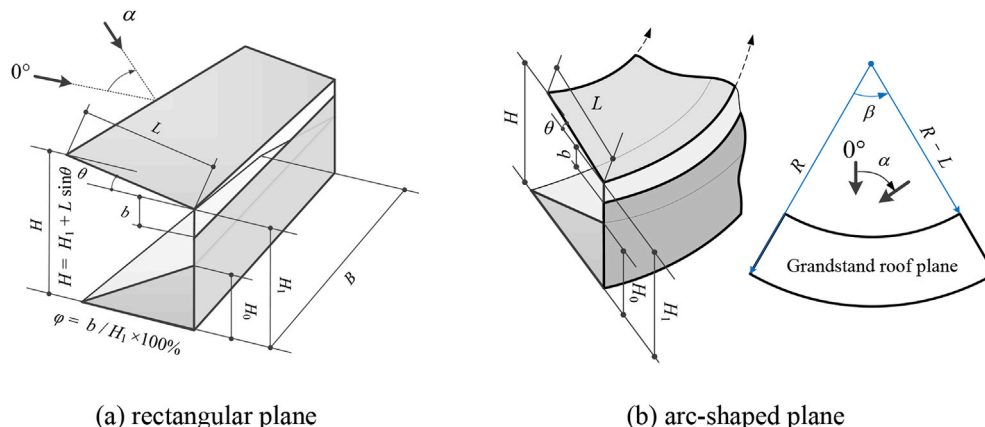 α
0°
L
θ
b
H
H = H₁ + L sinθ
H₁
H₀
B
φ = b / H₁ ×100%
(a) rectangular plane
H
L
θ
b
H₀
H₁
β
R
R − L
0°
α
Grandstand roof plane
(b) arc-shaped plane